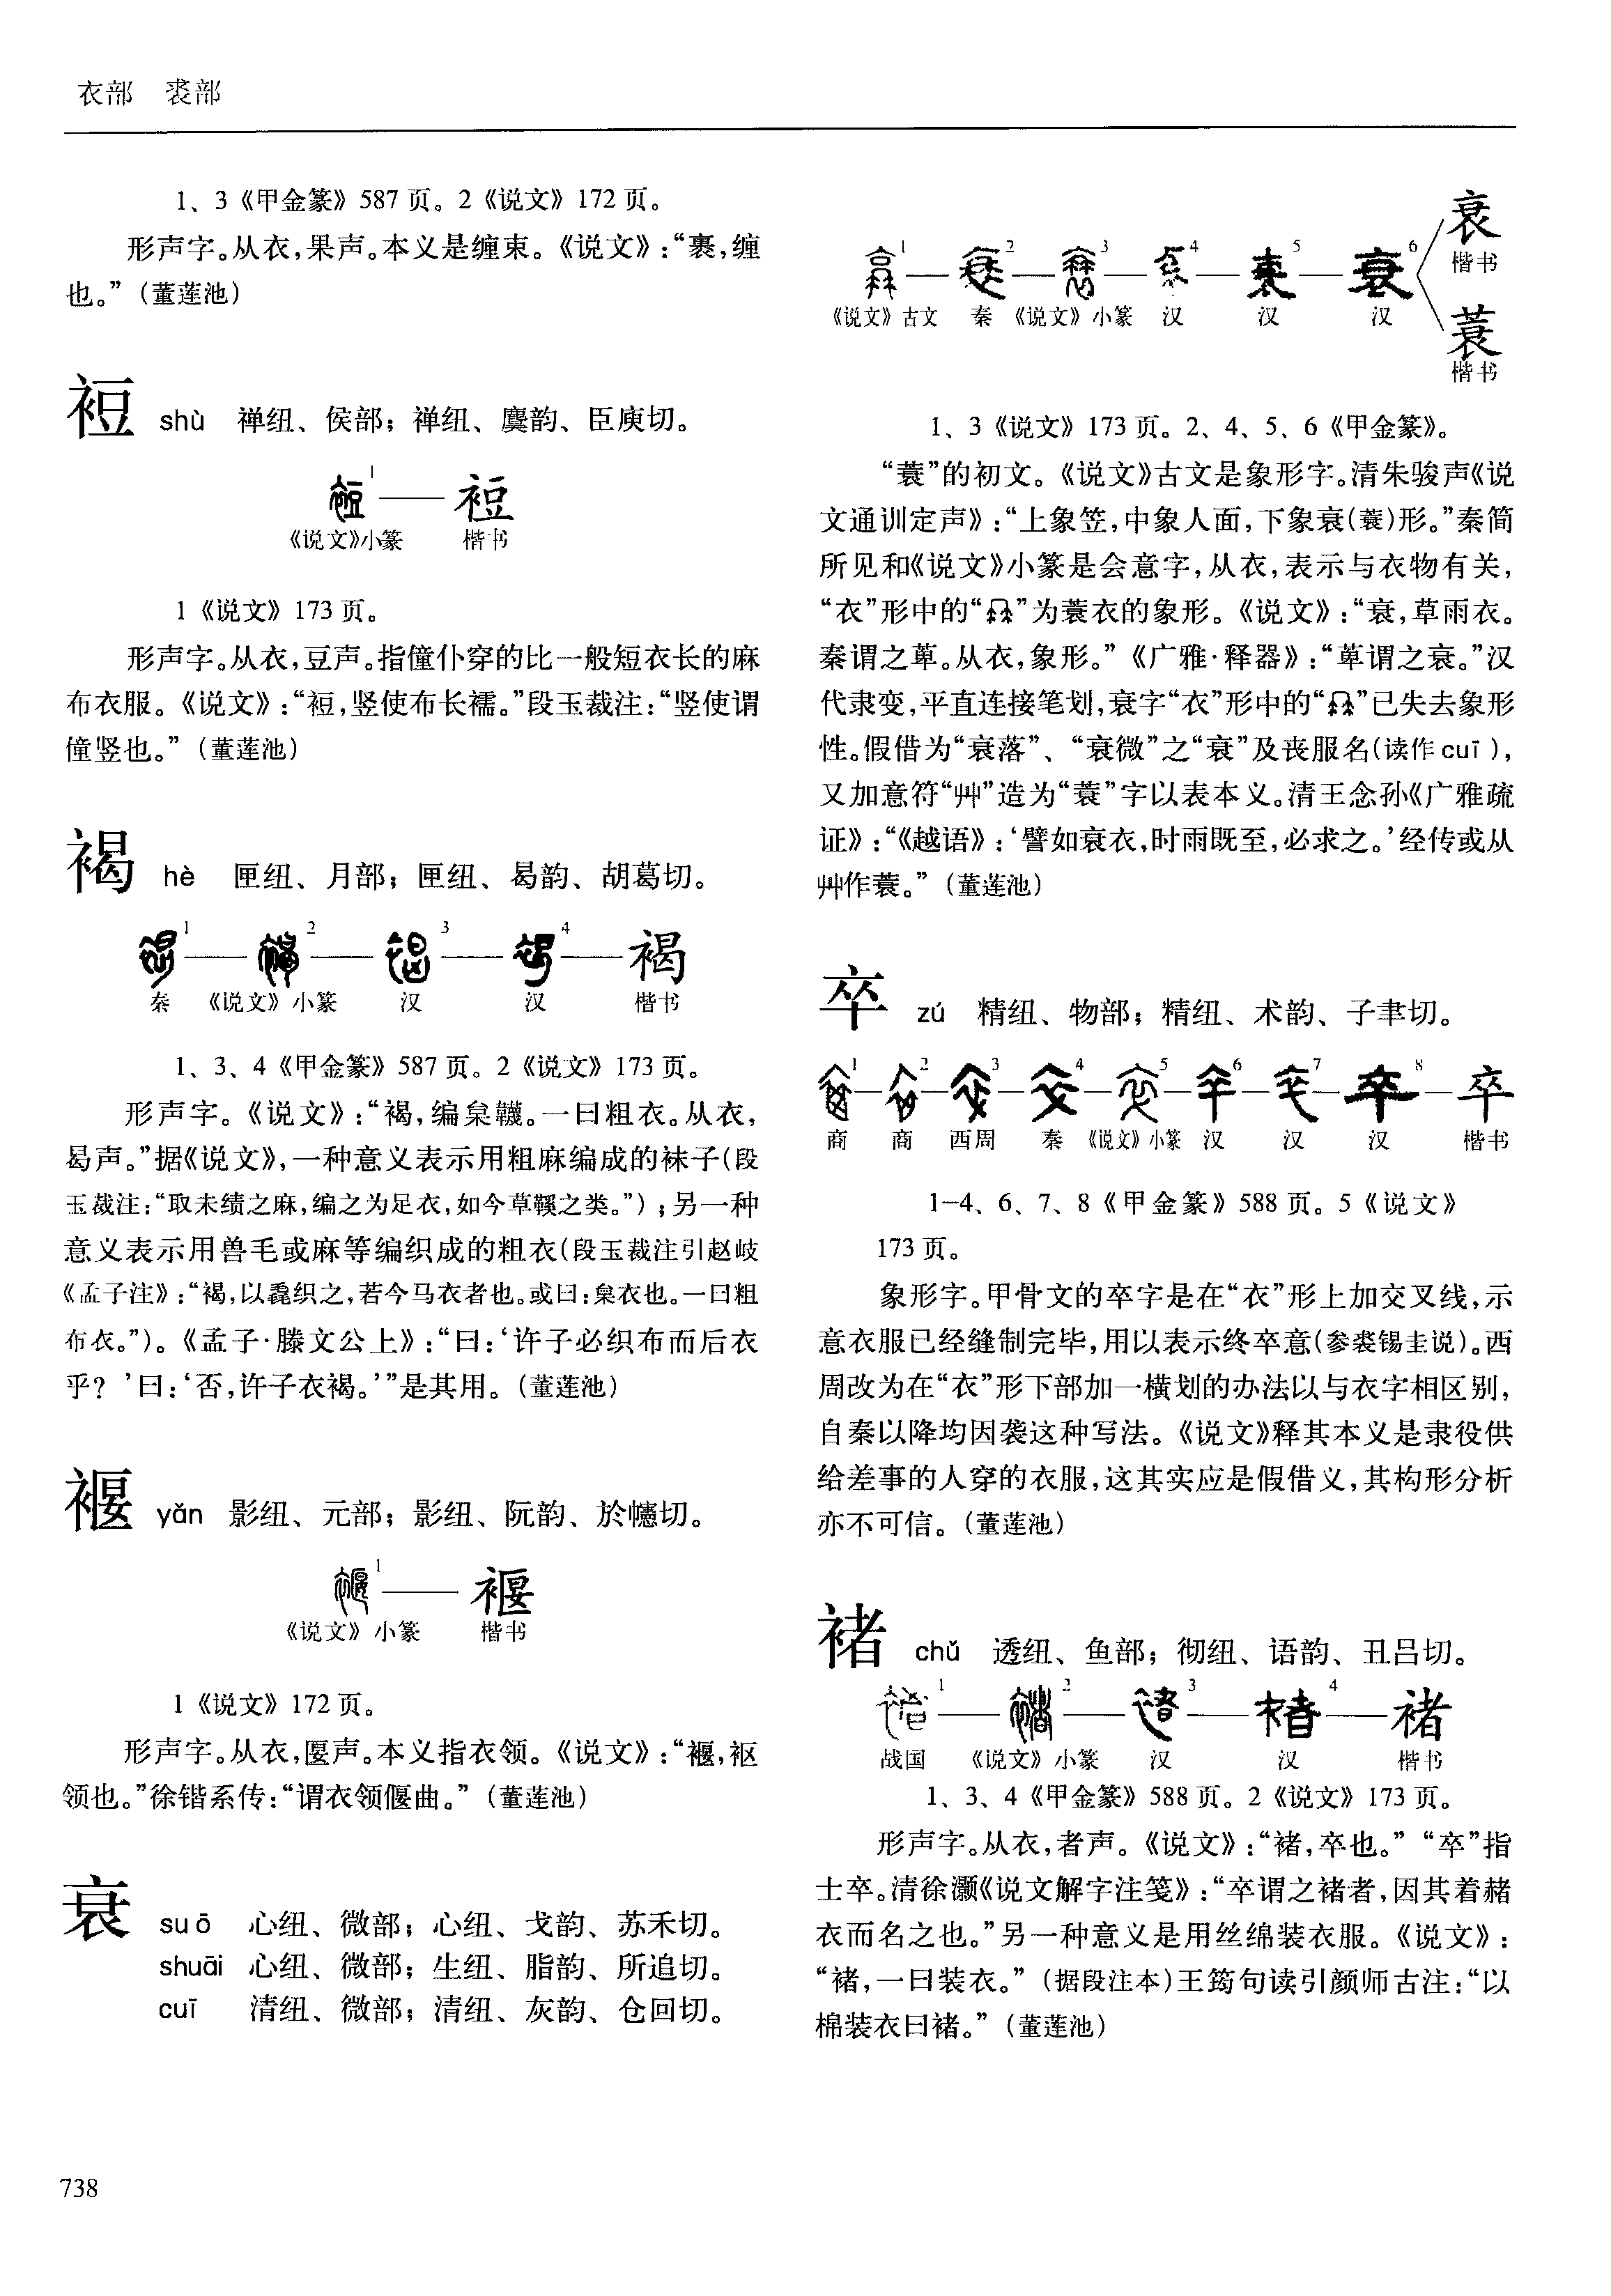 衣部 裘部
1、3《甲金篆》587页。2《说文》172页。
形声字。从衣,果声。本义是缠束。《说文》:“裹,缠
也。”(董莲池)
裋 shù 禅纽、侯部;禅纽、麌韵、臣庾切。
1
裋
《说文》小篆 楷书
1《说文》173页。
形声字。从衣,豆声。指僮仆穿的比一般短衣长的麻
布衣服。《说文》:“裋,竖使布长襦。”段玉裁注:“竖使谓
僮竖也。”(董莲池)
褐 hè 匣纽、月部;匣纽、曷韵、胡葛切。
1 2 3 4
褐
秦 《说文》小篆 汉 汉 楷书
1、3、4《甲金篆》587页。2《说文》173页。
形声字。《说文》:“褐,编枲韤。一曰粗衣。从衣,
曷声。”据《说文》,一种意义表示用粗麻编成的袜子(段
玉裁注:“取未绩之麻,编之为足衣,如今草鞵之类。”);另一种
意义表示用兽毛或麻等编织成的粗衣(段玉裁注引赵岐
《孟子注》:“褐,以毳织之,若今马衣者也。或曰:枲衣也。一曰粗
布衣。”)。《孟子·滕文公上》:“曰:‘许子必织布而后衣
乎?’曰:‘否,许子衣褐。’”是其用。(董莲池)
褗 yǎn 影纽、元部;影纽、阮韵、於幰切。
1
褗
《说文》小篆 楷书
1《说文》172页。
形声字。从衣,匽声。本义指衣领。《说文》:“褗,衼
领也。”徐锴系传:“谓衣领偃曲。”(董莲池)
衰 suō 心纽、微部;心纽、戈韵、苏禾切。
shuāi 心纽、微部;生纽、脂韵、所追切。
cuī 清纽、微部;清纽、灰韵、仓回切。
1 2 3 4 5 6
衰
楷书
《说文》古文 秦 《说文》小篆 汉 汉 汉
蓑
楷书
1、3《说文》173页。2、4、5、6《甲金篆》。
“蓑”的初文。《说文》古文是象形字。清朱骏声《说
文通训定声》:“上象笠,中象人面,下象衰(蓑)形。”秦简
所见和《说文》小篆是会意字,从衣,表示与衣物有关,
“衣”形中的“”为蓑衣的象形。《说文》:“衰,草雨衣。
秦谓之萆。从衣,象形。”《广雅·释器》:“萆谓之衰。”汉
代隶变,平直连接笔划,衰字“衣”形中的“”已失去象形
性。假借为“衰落”、“衰微”之“衰”及丧服名(读作cuī),
又加意符“艸”造为“蓑”字以表本义。清王念孙《广雅疏
证》:“《越语》:‘譬如衰衣,时雨既至,必求之。’经传或从
艸作蓑。”(董莲池)
卒 zú 精纽、物部;精纽、术韵、子聿切。
1 2 3 4 5 6 7 8
卒
商 商 西周 秦 《说文》小篆 汉 汉 汉 楷书
1-4、6、7、8《甲金篆》588页。5《说文》
173页。
象形字。甲骨文的卒字是在“衣”形上加交叉线,示
意衣服已经缝制完毕,用以表示终卒意(参裘锡圭说)。西
周改为在“衣”形下部加一横划的办法以与衣字相区别,
自秦以降均因袭这种写法。《说文》释其本义是隶役供
给差事的人穿的衣服,这其实应是假借义,其构形分析
亦不可信。(董莲池)
褚 chǔ 透纽、鱼部;彻纽、语韵、丑吕切。
1 2 3 4
褚
战国 《说文》小篆 汉 汉 楷书
1、3、4《甲金篆》588页。2《说文》173页。
形声字。从衣,者声。《说文》:“褚,卒也。”“卒”指
士卒。清徐灏《说文解字注笺》:“卒谓之褚者,因其着赭
衣而名之也。”另一种意义是用丝绵装衣服。《说文》:
“褚,一曰装衣。”(据段注本)王筠句读引颜师古注:“以
棉装衣曰褚。”(董莲池)
738